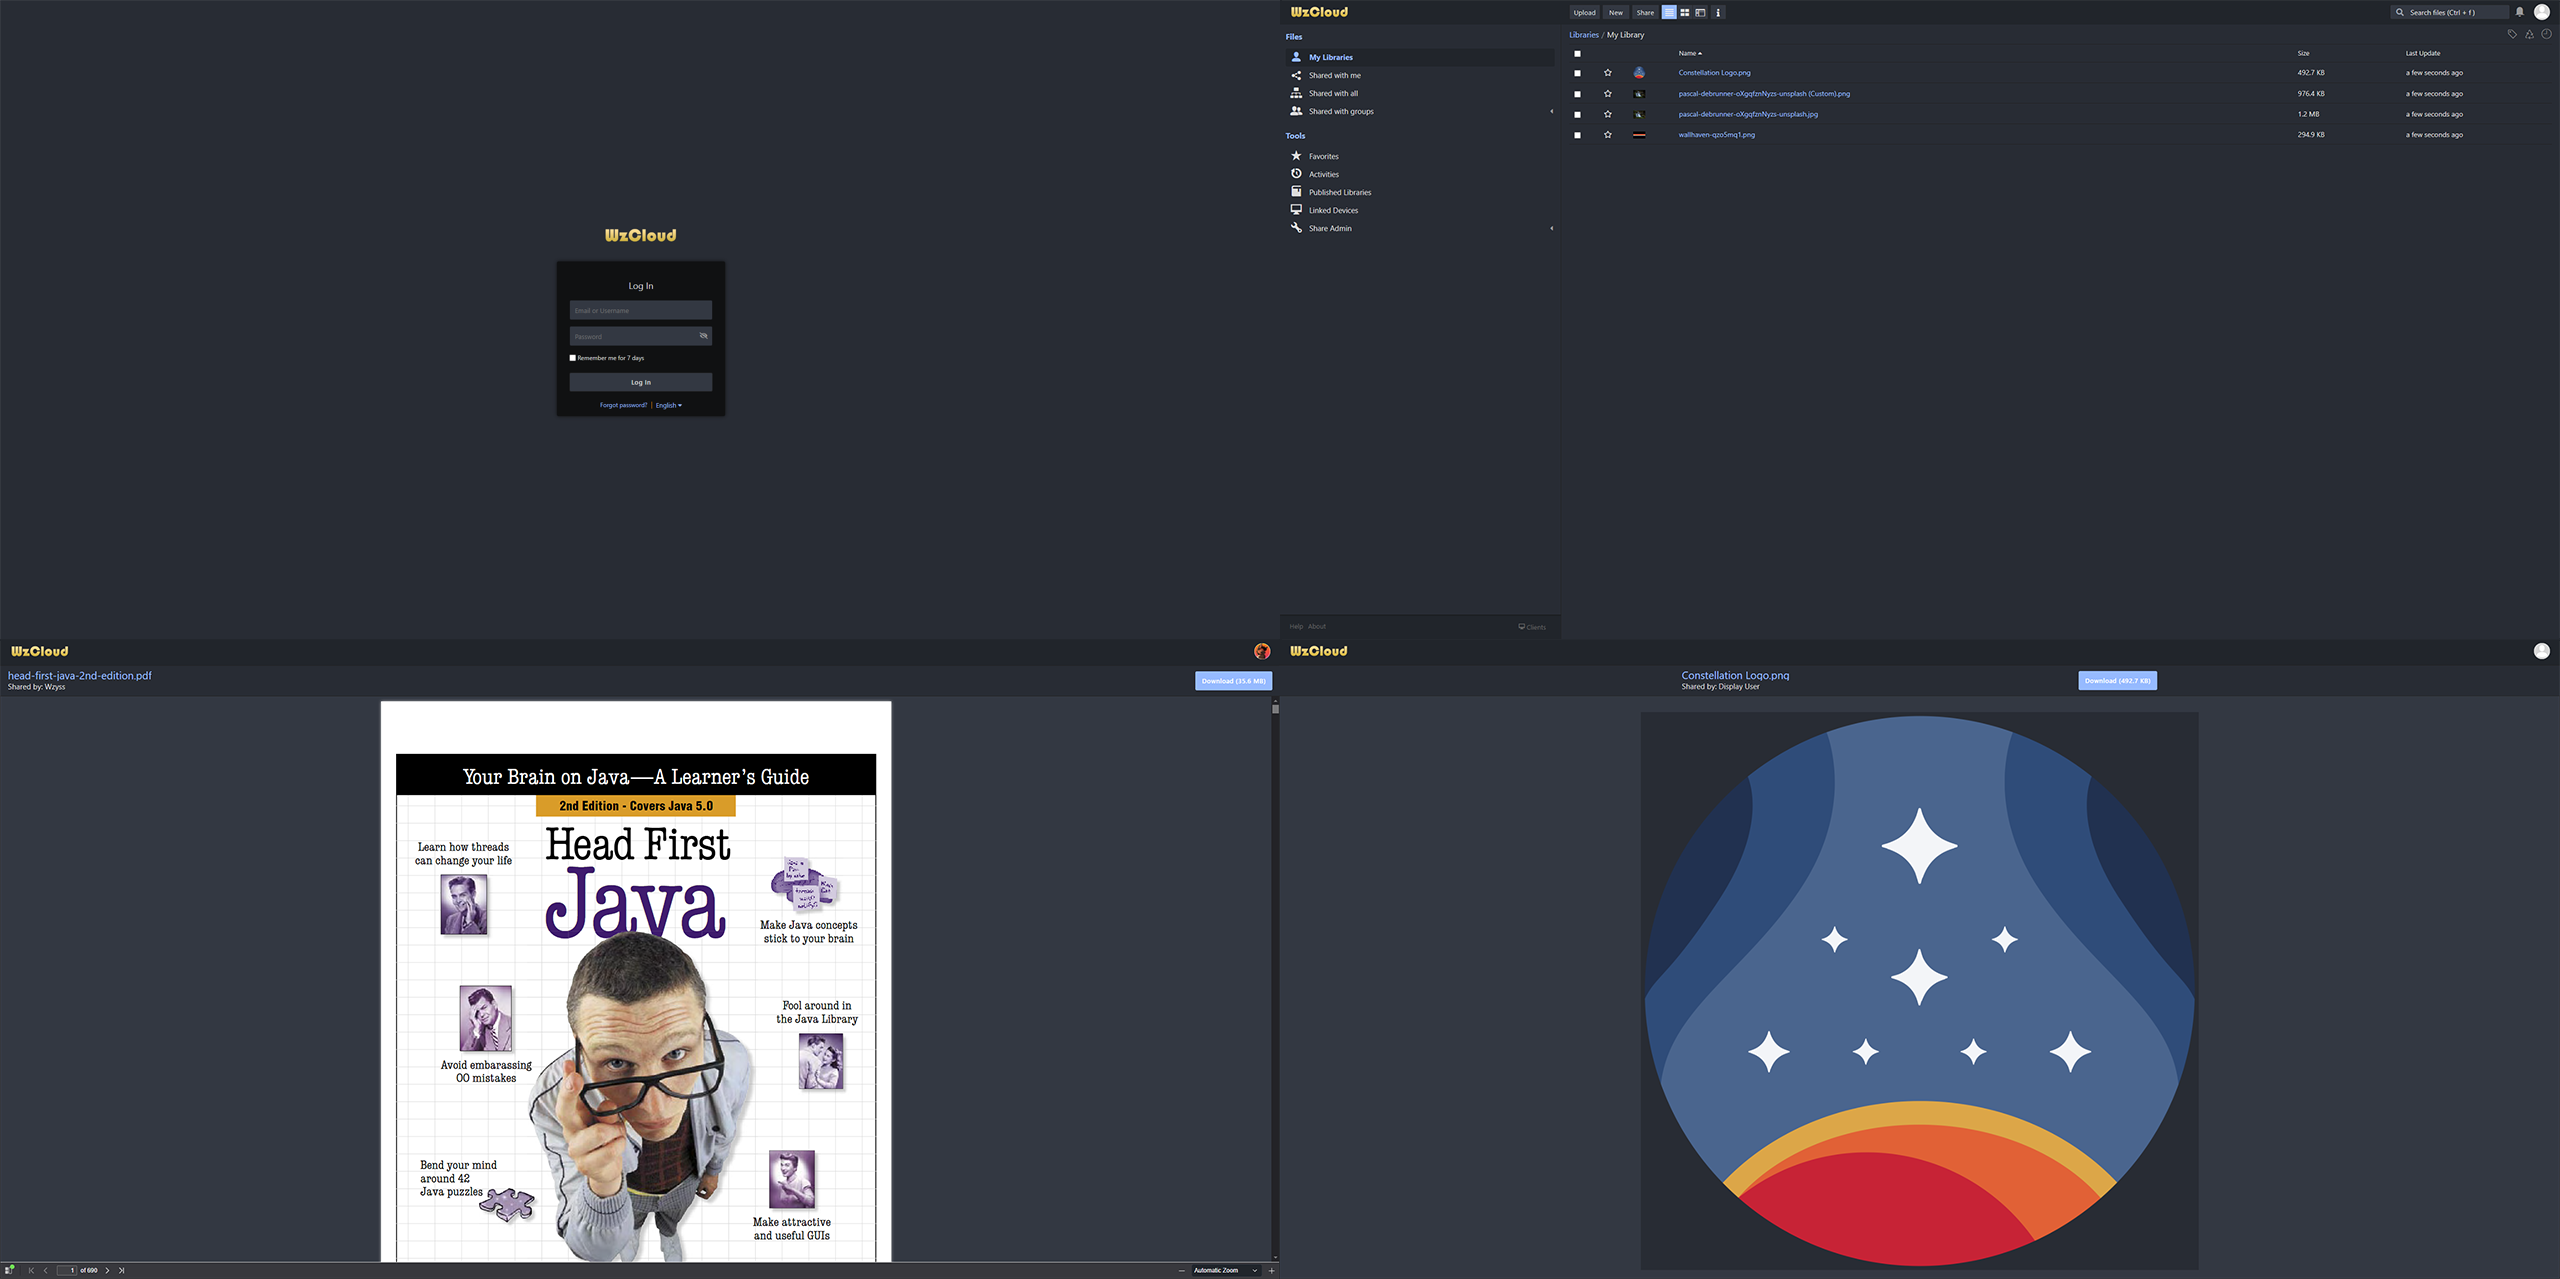 WzCloud
Log In
Email or Username
Password
Remember me for 7 days
Log In
Forgot password? | English
WzCloud
Upload
New
Share
Search files (Ctrl + f )
Files
My Libraries
Shared with me
Shared with all
Shared with groups
Tools
Favorites
Activities
Published Libraries
Linked Devices
Share Admin
Help About
Clients
Libraries / My Library
Name Size Last Update
Constellation Logo.png 492.7 KB a few seconds ago
pascal-debrunner-oXgqfznNyzs-unsplash (Custom).png 976.4 KB a few seconds ago
pascal-debrunner-oXgqfznNyzs-unsplash.jpg 1.2 MB a few seconds ago
wallhaven-qzo5mq1.png 294.9 KB a few seconds ago
WzCloud
head-first-java-2nd-edition.pdf
Shared by: Wzyss
Download (35.6 MB)
Your Brain on Java—A Learner's Guide
2nd Edition - Covers Java 5.0
Head First
Java
Learn how threads
can change your life
Make Java concepts
stick to your brain
Avoid embarassing
OO mistakes
Fool around in
the Java Library
Bend your mind
around 42
Java puzzles
Make attractive
and useful GUIs
1 of 690
Automatic Zoom
WzCloud
Constellation Logo.png
Shared by: Display User
Download (492.7 KB)